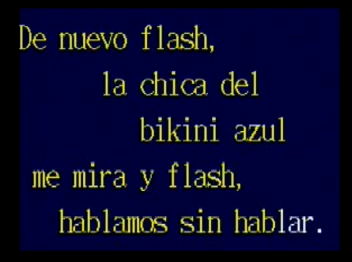 De nuevo flash,
la chica del
bikini azul
me mira y flash,
hablamos sin hablar.